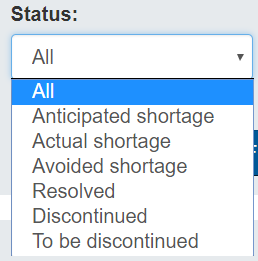 Status:
All
All
Anticipated shortage
Actual shortage
Avoided shortage
Resolved
Discontinued
To be discontinued